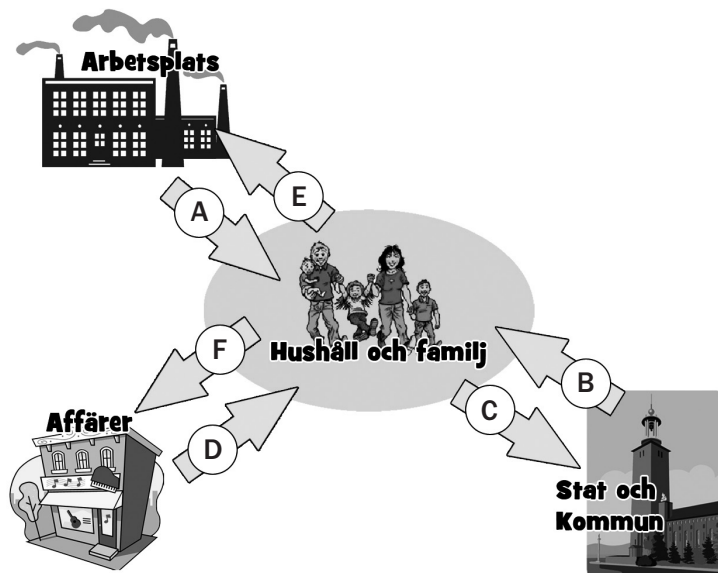 Arbetsplats
A
E
Hushåll och familj
F
B
C
Affärer
D
Stat och
Kommun